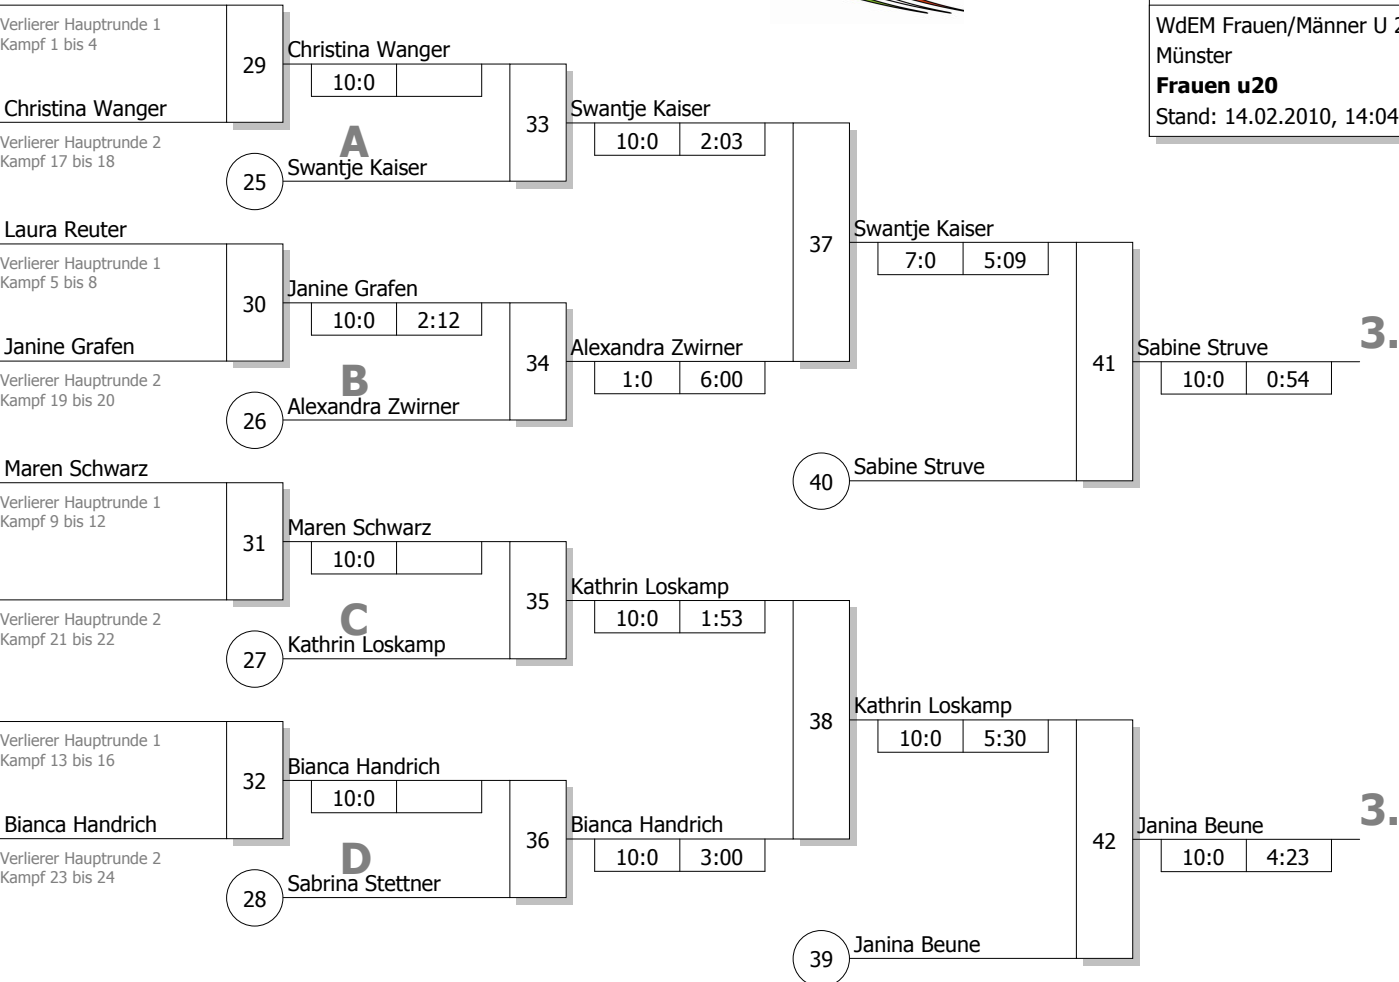 WdEM Frauen/Männer U 2
Münster
Frauen u20
Stand: 14.02.2010, 14:04
Verlierer Hauptrunde 1
Kampf 1 bis 4
29
Christina Wanger
10:0
Christina Wanger
Verlierer Hauptrunde 2
Kampf 17 bis 18
A
25
Swantje Kaiser
33
Swantje Kaiser
10:0 2:03
Laura Reuter
Verlierer Hauptrunde 1
Kampf 5 bis 8
30
Janine Grafen
10:0 2:12
Janine Grafen
Verlierer Hauptrunde 2
Kampf 19 bis 20
B
26
Alexandra Zwirner
34
Alexandra Zwirner
1:0 6:00
37
Swantje Kaiser
7:0 5:09
40
Sabine Struve
41
Sabine Struve
10:0 0:54
3.
Maren Schwarz
Verlierer Hauptrunde 1
Kampf 9 bis 12
31
Maren Schwarz
10:0
Verlierer Hauptrunde 2
Kampf 21 bis 22
C
27
Kathrin Loskamp
35
Kathrin Loskamp
10:0 1:53
Verlierer Hauptrunde 1
Kampf 13 bis 16
32
Bianca Handrich
10:0
Bianca Handrich
Verlierer Hauptrunde 2
Kampf 23 bis 24
D
28
Sabrina Stettner
36
Bianca Handrich
10:0 3:00
38
Kathrin Loskamp
10:0 5:30
39
Janina Beune
42
Janina Beune
10:0 4:23
3.